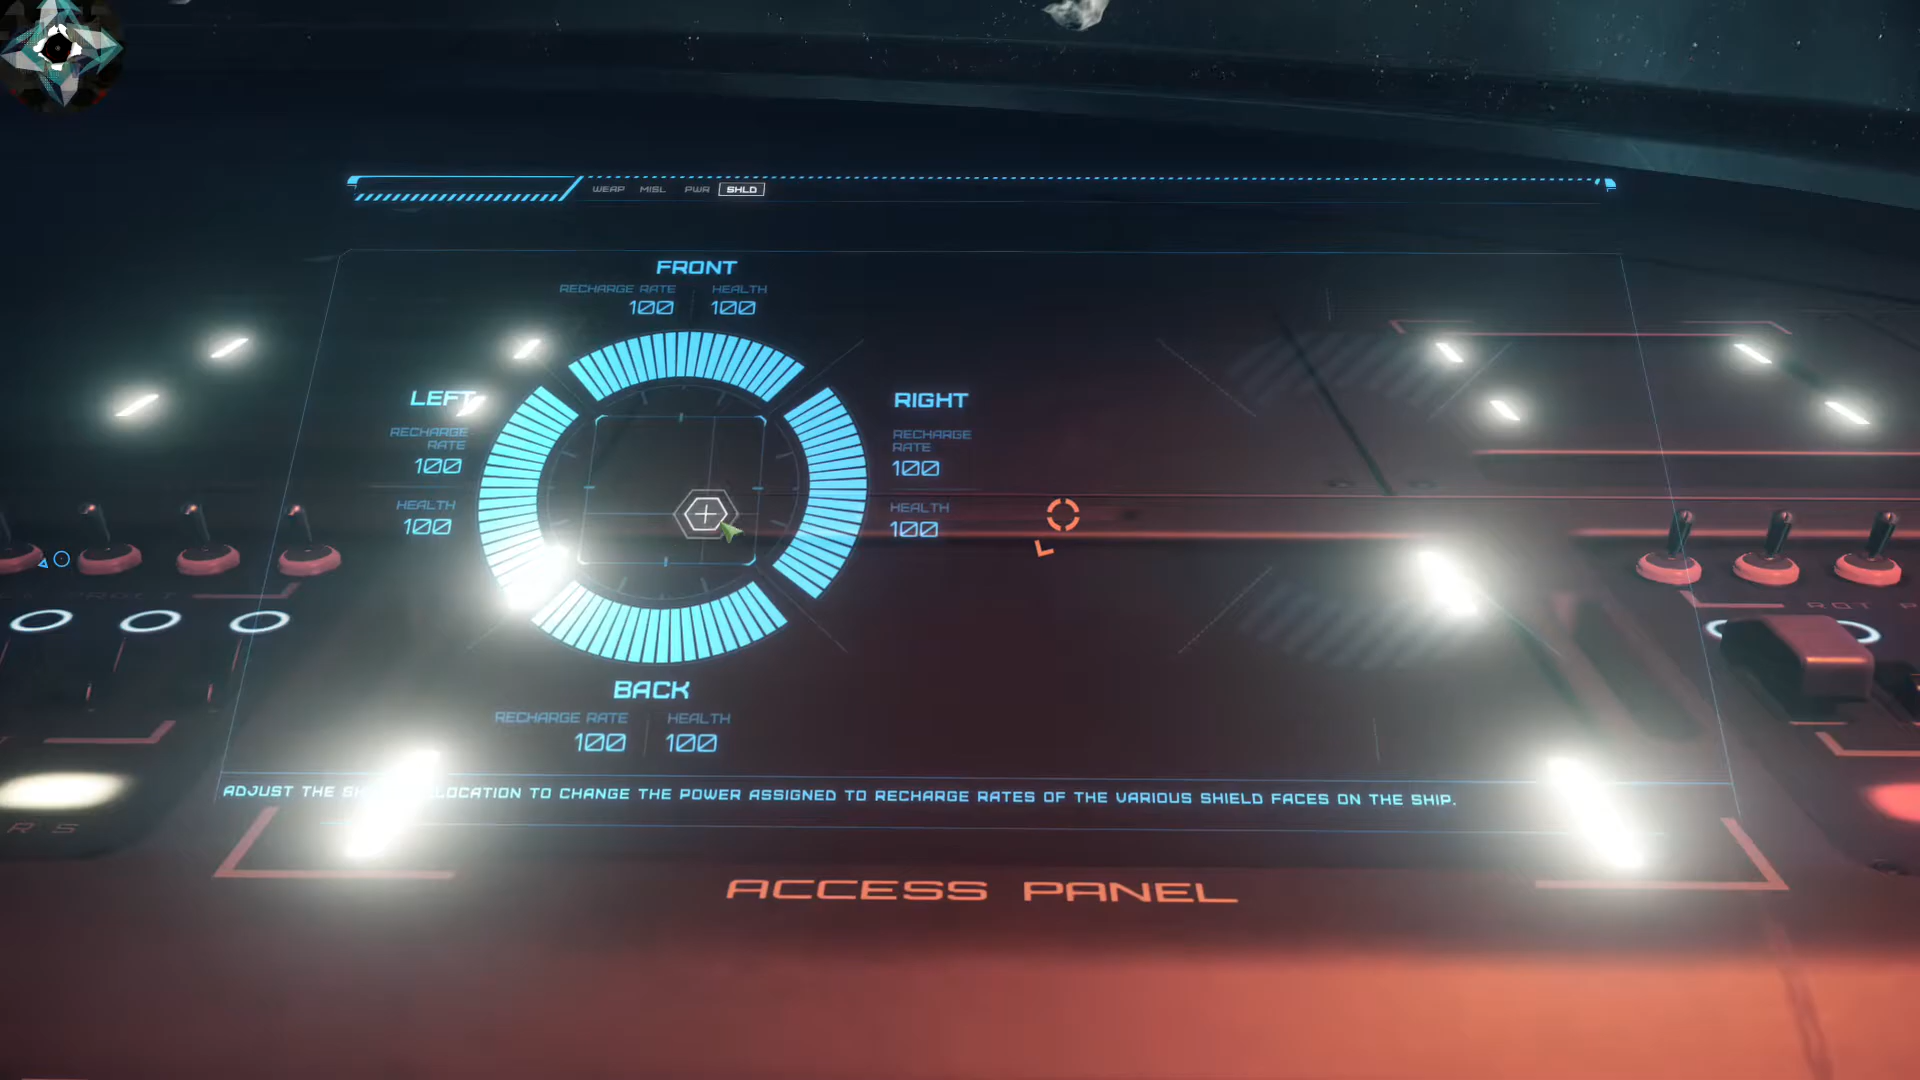 WEAP MISL PWR SHLD
FRONT
RECHARGE RATE HEALTH
100 100
LEFT
RECHARGE
RATE
100
HEALTH
100
RIGHT
RECHARGE
RATE
100
HEALTH
100
BACK
RECHARGE RATE HEALTH
100 100
ADJUST THE TO CHANGE THE POWER ASSIGNED TO RECHARGE RATES OF THE VARIOUS SHIELD FACES ON THE SHIP.
ACCESS PANEL